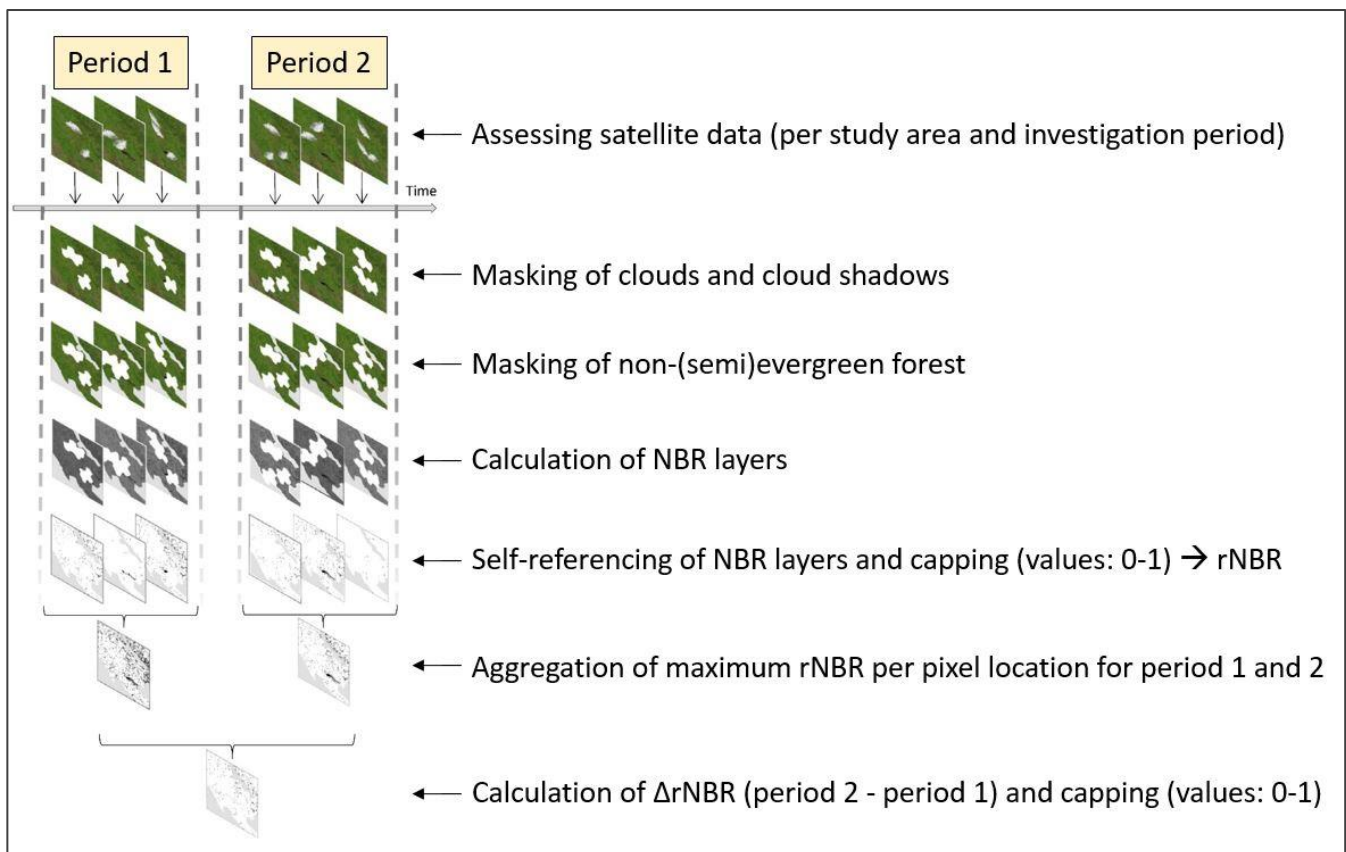 Period 1
Period 2
Assessing satellite data (per study area and investigation period)
Time
Masking of clouds and cloud shadows
Masking of non-(semi)evergreen forest
Calculation of NBR layers
Self-referencing of NBR layers and capping (values: 0-1) → rNBR
Aggregation of maximum rNBR per pixel location for period 1 and 2
Calculation of ΔrNBR (period 2 - period 1) and capping (values: 0-1)